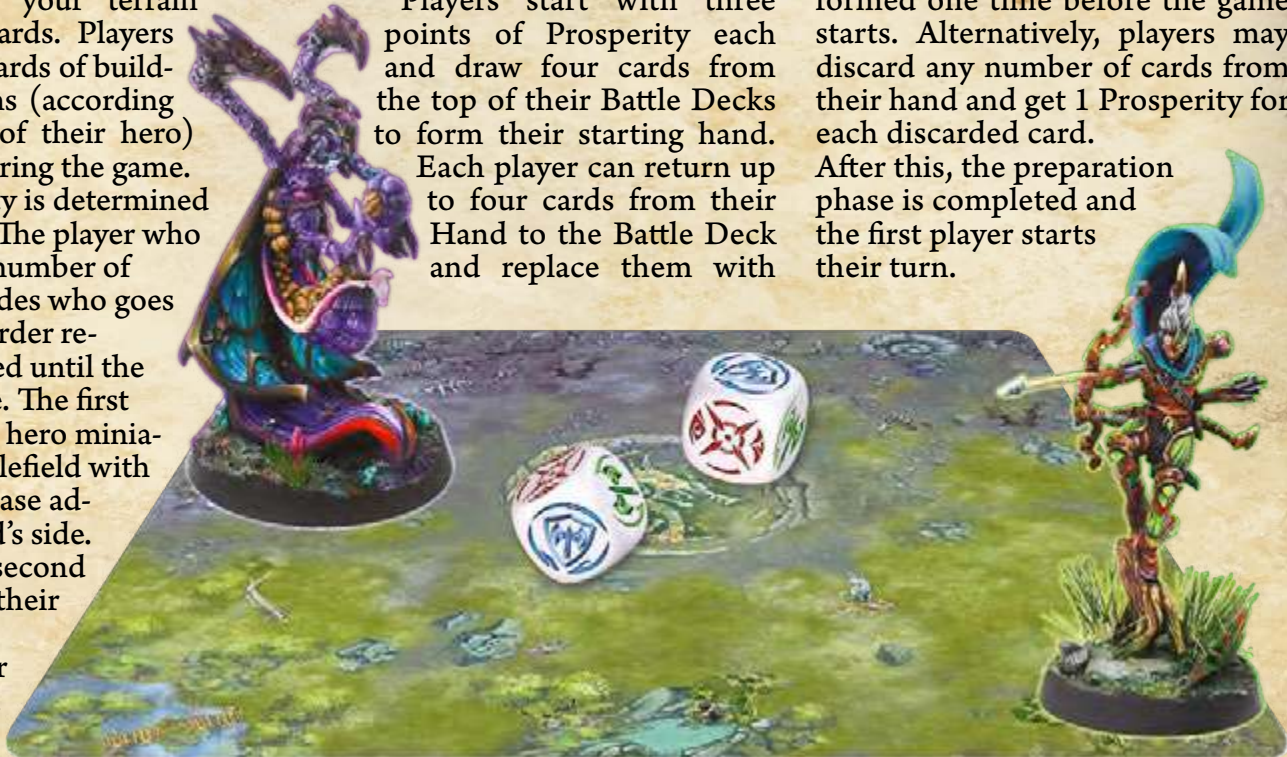 your terrain
ards. Players
ards of build-
ns (according
of their hero)
ring the game.
y is determined
The player who
number of
des who goes
rder re-
ed until the
e. The first
hero minia-
lefield with
ase ad-
d's side.
second
their
r
Players start with three
points of Prosperity each
and draw four cards from
the top of their Battle Decks
to form their starting hand.
Each player can return up
to four cards from their
Hand to the Battle Deck
and replace them with
formed one time before the game
starts. Alternatively, players may
discard any number of cards from
their hand and get 1 Prosperity for
each discarded card.
After this, the preparation
phase is completed and
the first player starts
their turn.